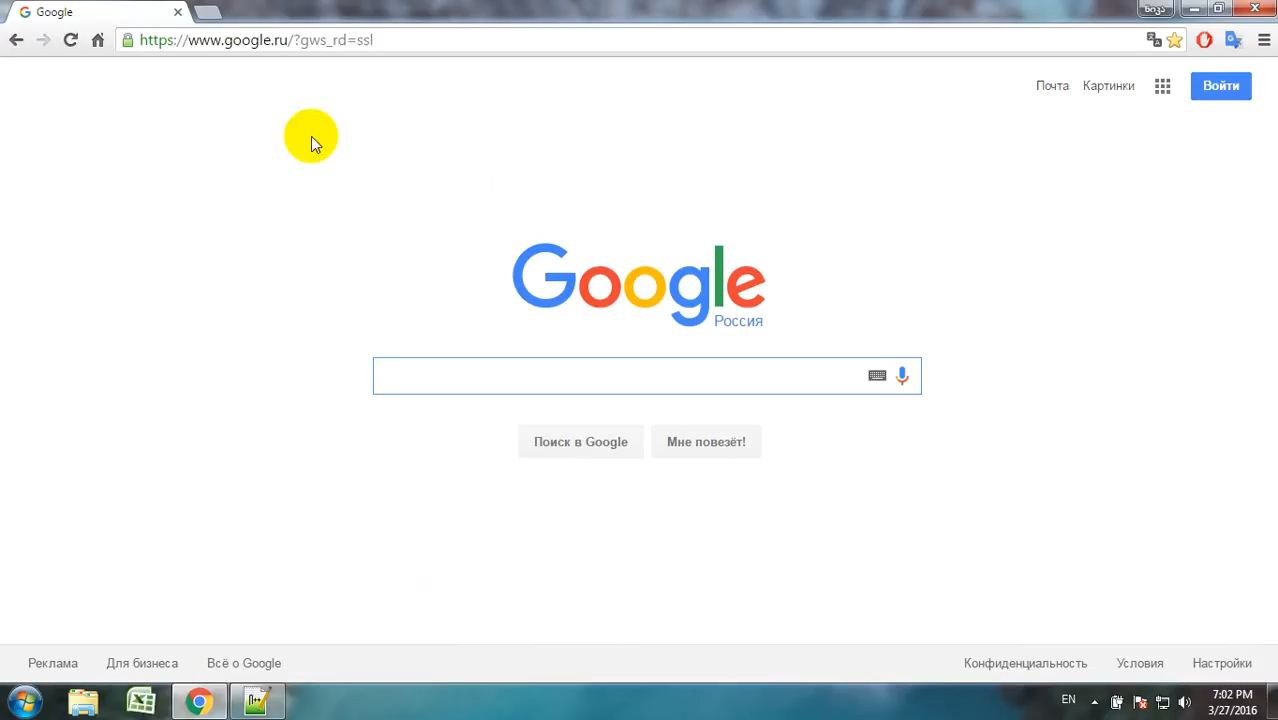 Google
ნიკა
https://www.google.ru/?gws_rd=ssl
Почта Картинки Войти
Google
Россия
Поиск в Google Мне повезёт!
Реклама Для бизнеса Всё о Google Конфиденциальность Условия Настройки
EN 7:02 PM
3/27/2016